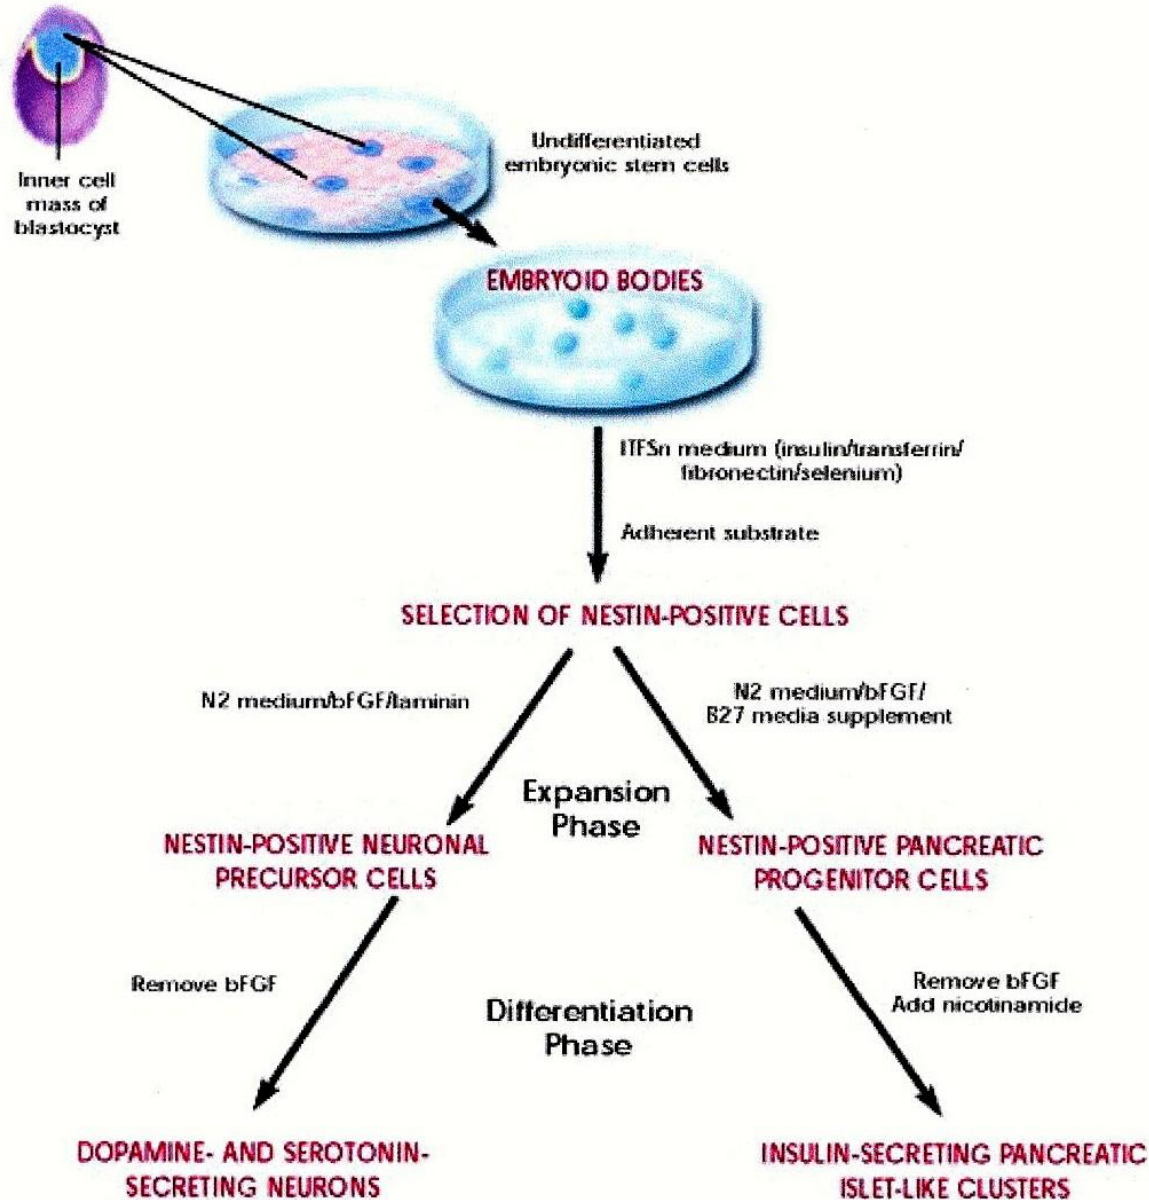 Inner cell
mass of
blastocyst
Undifferentiated
embryonic stem cells
EMBRYOID BODIES
ITFSn medium (insulin/transferrin/
fibronectin/selenium)
Adherent substrate
SELECTION OF NESTIN-POSITIVE CELLS
N2 medium/bFGF/laminin
N2 medium/bFGF/
B27 media supplement
Expansion
Phase
NESTIN-POSITIVE NEURONAL
PRECURSOR CELLS
NESTIN-POSITIVE PANCREATIC
PROGENITOR CELLS
Remove bFGF
Remove bFGF
Add nicotinamide
Differentiation
Phase
DOPAMINE- AND SEROTONIN-
SECRETING NEURONS
INSULIN-SECRETING PANCREATIC
ISLET-LIKE CLUSTERS